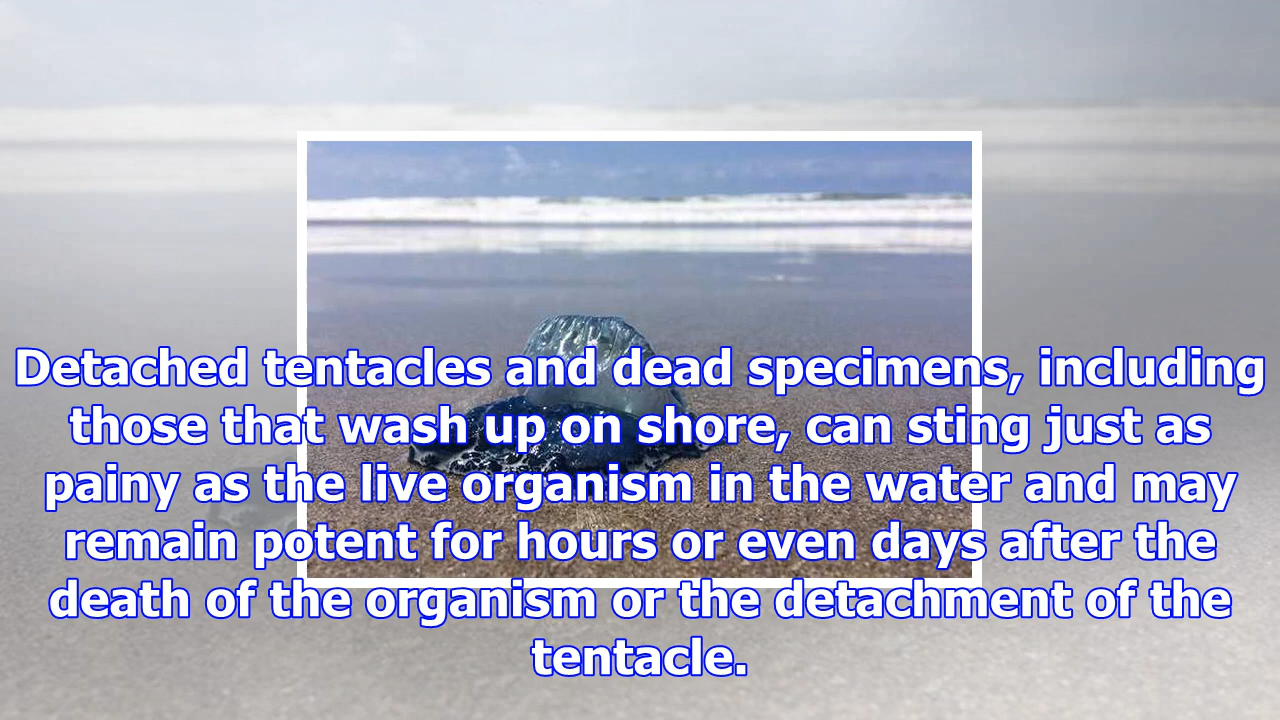 Detached tentacles and dead specimens, including
those that wash up on shore, can sting just as
painy as the live organism in the water and may
remain potent for hours or even days after the
death of the organism or the detachment of the
tentacle.